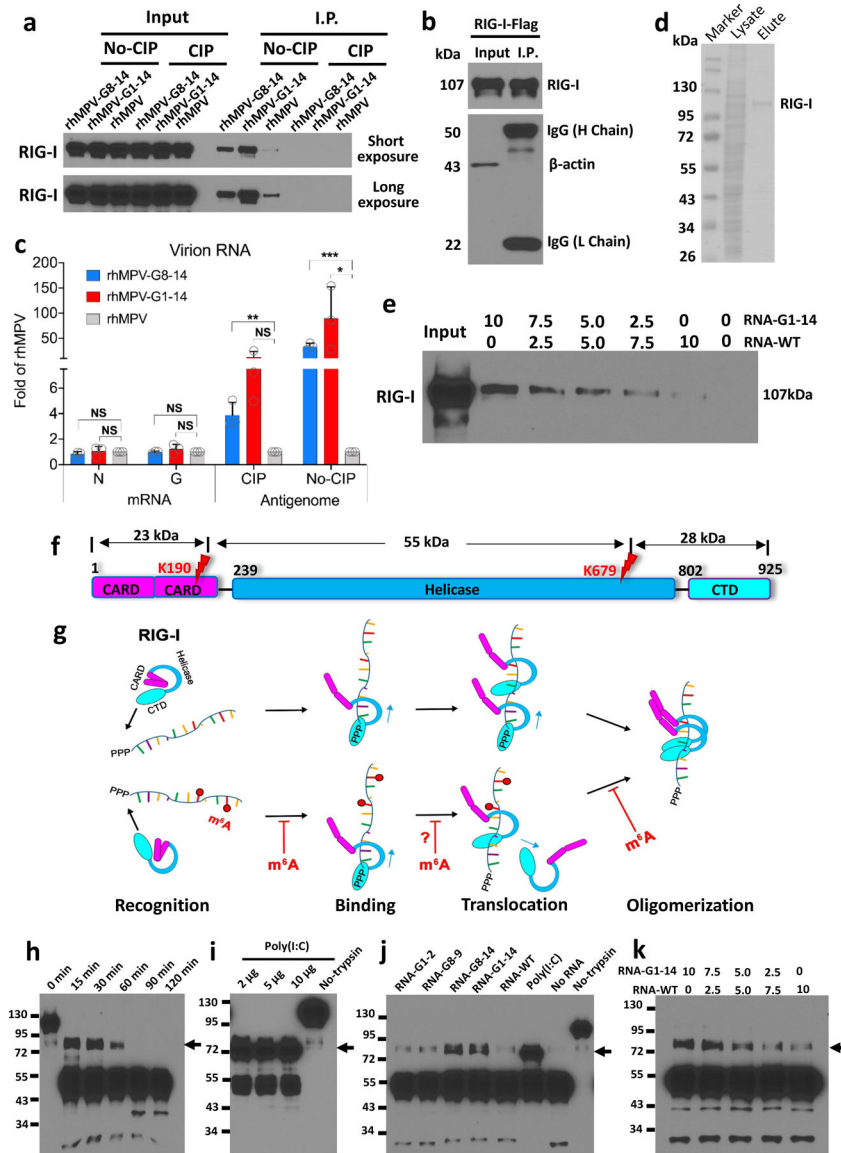 a
Input
I.P.
No-CIP
CIP
No-CIP
CIP
rhMPV-G8-14
rhMPV-G1-14
rhMPV
rhMPV-G8-14
rhMPV-G1-14
rhMPV
rhMPV-G8-14
rhMPV-G1-14
rhMPV
rhMPV-G8-14
rhMPV-G1-14
rhMPV
RIG-I
Short exposure
RIG-I
Long exposure
b
RIG-I-Flag
kDa
Input
I.P.
107
RIG-I
50
IgG (H Chain)
43
β-actin
22
IgG (L Chain)
d
Marker
Lysate
Elute
kDa
130
95
72
55
43
34
26
RIG-I
c
Virion RNA
rhMPV-G8-14
rhMPV-G1-14
rhMPV
Fold of rhMPV
200
150
100
50
8
6
4
2
0
NS
NS
NS
NS
**
NS
***
*
N
G
CIP
No-CIP
mRNA
Antigenome
e
Input
10 7.5 5.0 2.5 0 0 RNA-G1-14
0 2.5 5.0 7.5 10 0 RNA-WT
RIG-I
107kDa
f
23 kDa
55 kDa
28 kDa
1
K190
239
K679
802
925
CARD
CARD
Helicase
CTD
g
RIG-I
CARD
Helicase
CTD
PPP
PPP
PPP
PPP
PPP
m⁶A
m⁶A
PPP
?
m⁶A
PPP
m⁶A
Recognition
Binding
Translocation
Oligomerization
h
0 min
15 min
30 min
60 min
90 min
120 min
130
95
72
55
43
34
i
Poly(I:C)
2 µg
5 µg
10 µg
No-trypsin
130
95
72
55
43
34
j
RNA-G1-2
RNA-G8-9
RNA-G8-14
RNA-G1-14
RNA-WT
Poly(I:C)
No RNA
No-trypsin
130
95
72
55
43
34
k
RNA-G1-14 10 7.5 5.0 2.5 0
RNA-WT 0 2.5 5.0 7.5 10
130
95
72
55
43
34